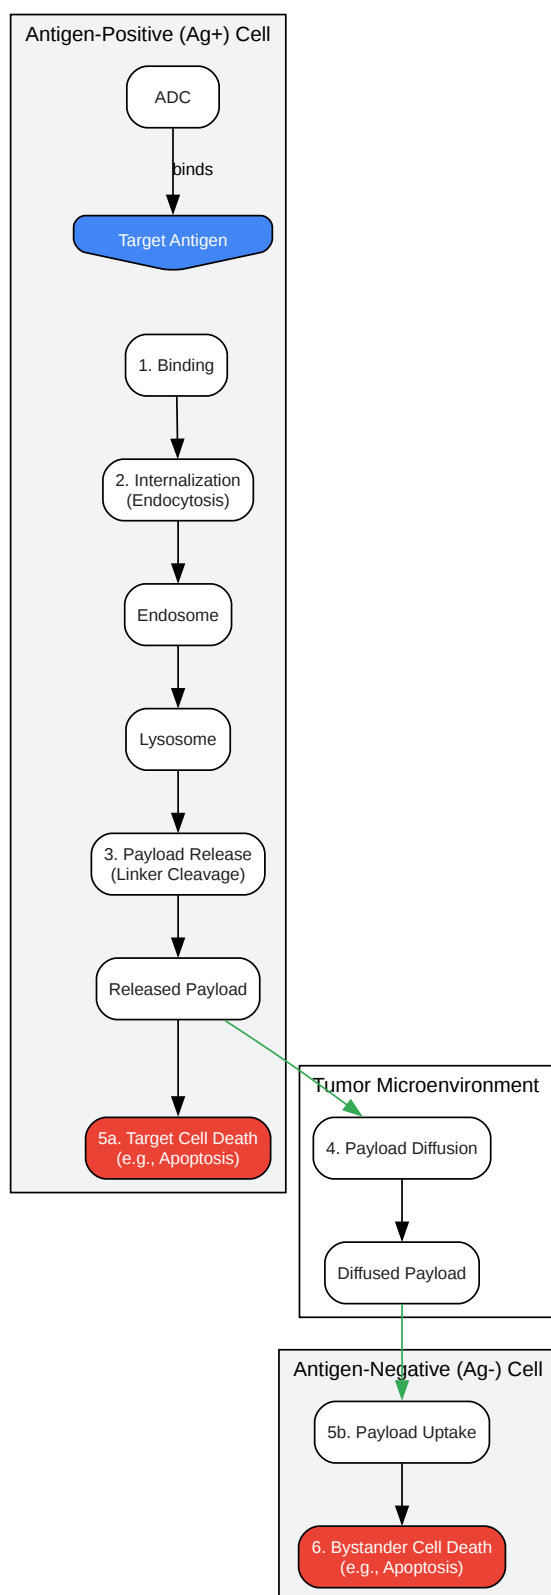 Antigen-Positive (Ag+) Cell
ADC
binds
Target Antigen
1. Binding
2. Internalization
(Endocytosis)
Endosome
Lysosome
3. Payload Release
(Linker Cleavage)
Released Payload
5a. Target Cell Death
(e.g., Apoptosis)
Tumor Microenvironment
4. Payload Diffusion
Diffused Payload
Antigen-Negative (Ag-) Cell
5b. Payload Uptake
6. Bystander Cell Death
(e.g., Apoptosis)